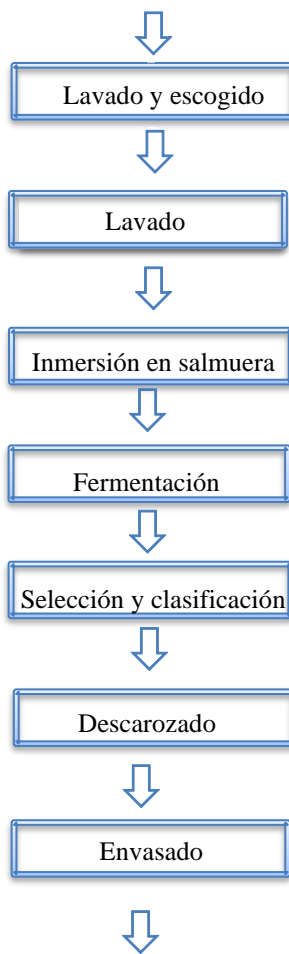 Lavado y escogido
Lavado
Inmersión en salmuera
Fermentación
Selección y clasificación
Descarozado
Envasado